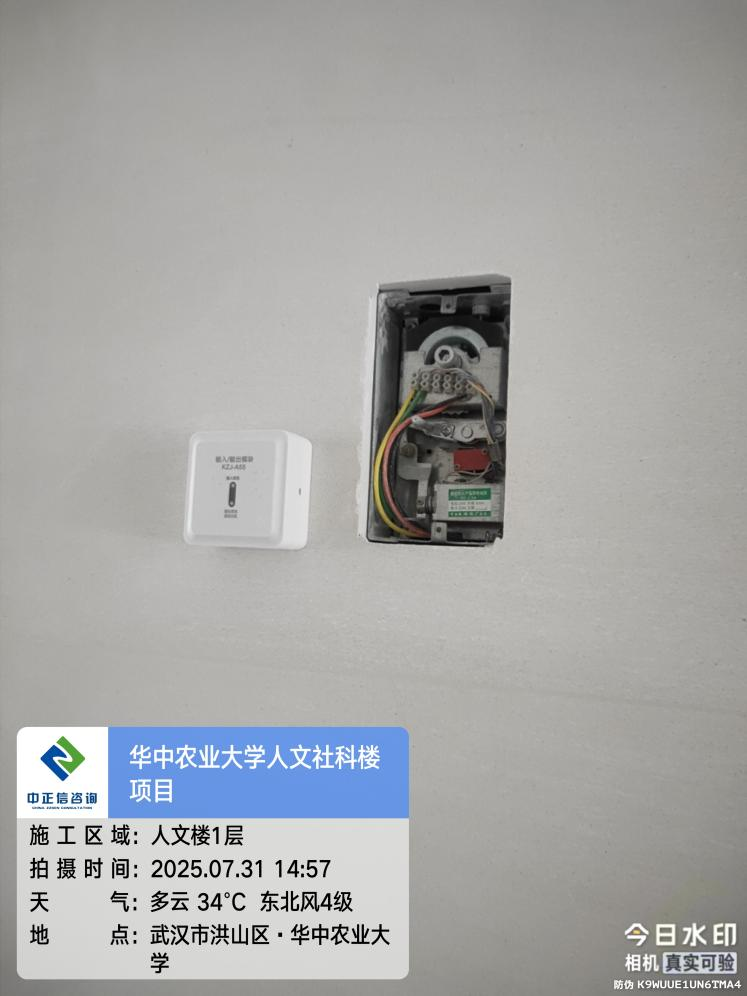 输入/输出模块
KZJ-A55
华中农业大学人文社科楼
项目
中正信咨询
施工区域：人文楼1层
拍摄时间：2025.07.31 14:57
天气：多云 34℃ 东北风4级
地点：武汉市洪山区·华中农业大
学
今日水印
相机 真实可验
防伪 K9WUUE1UN6TMA4